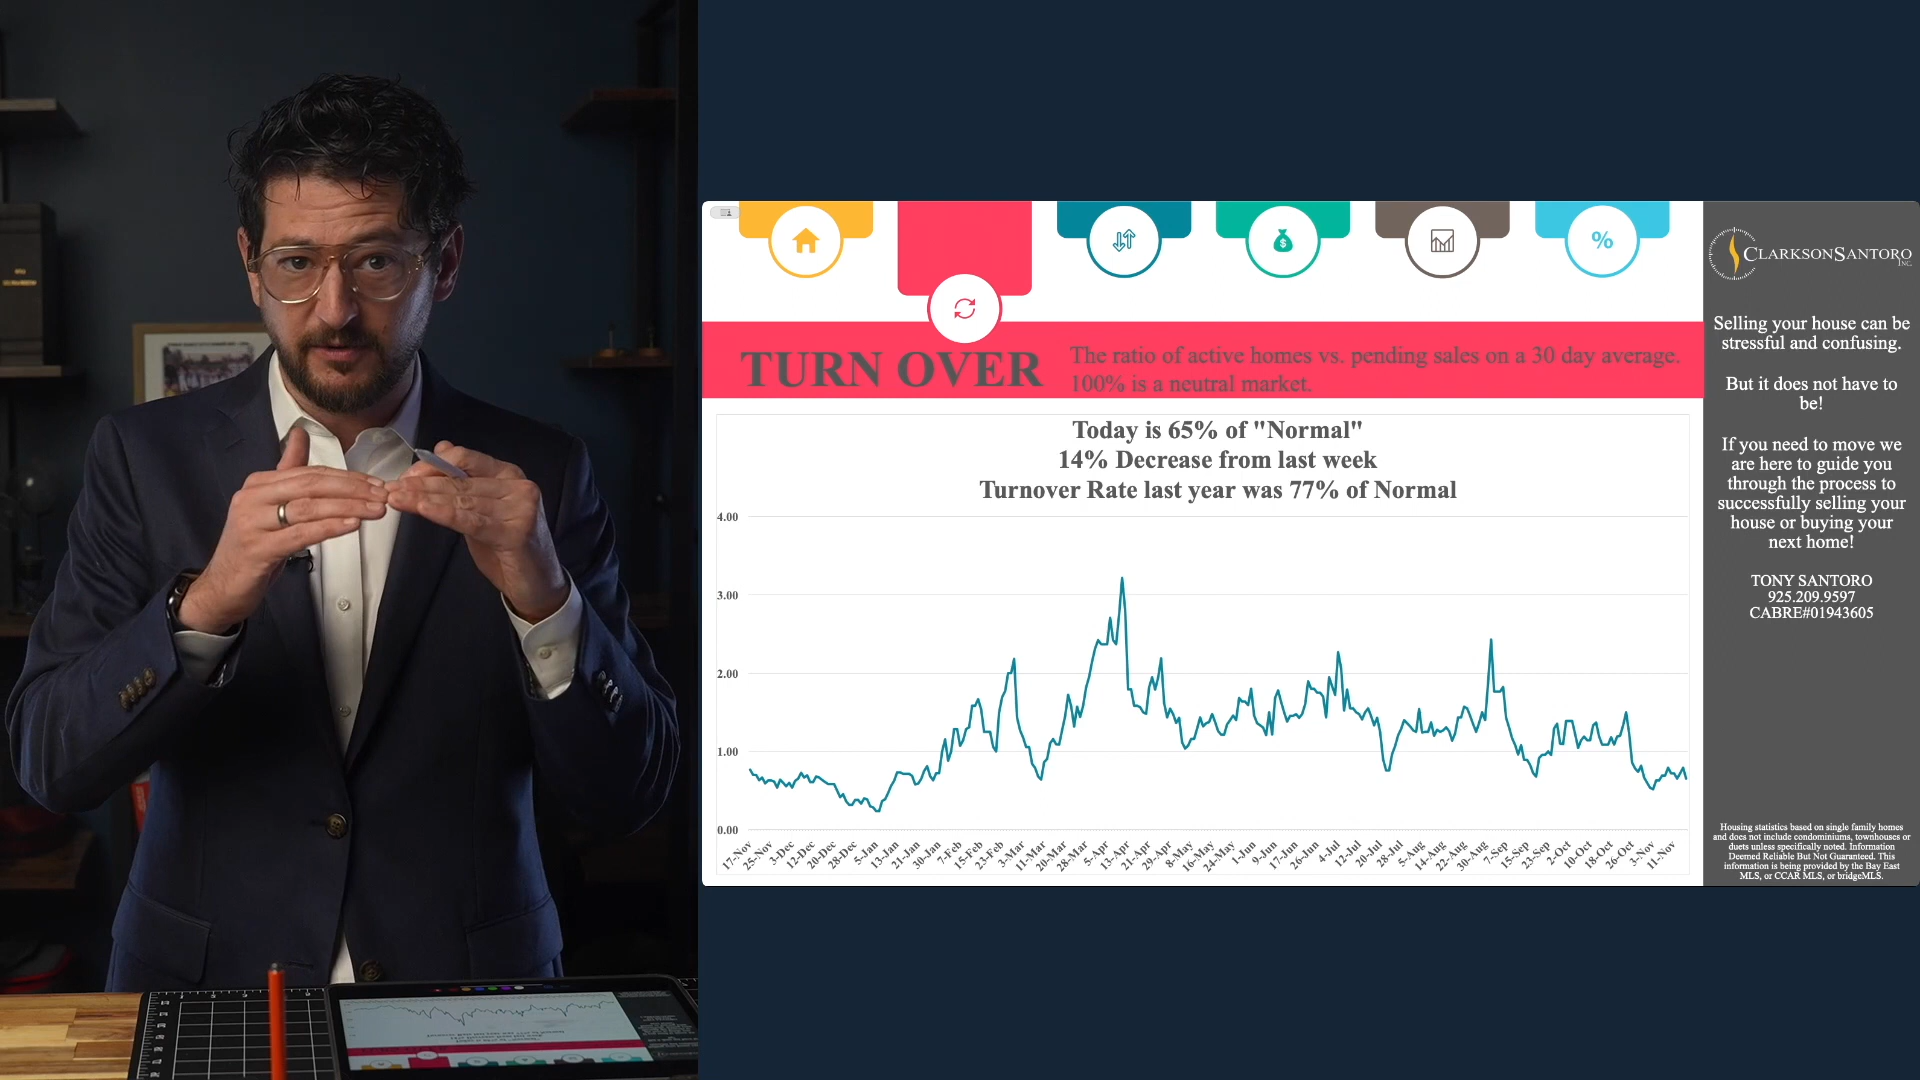 %
$
TURN OVER
The ratio of active homes vs. pending sales on a 30 day average.
100% is a neutral market.
Today is 65% of "Normal"
14% Decrease from last week
Turnover Rate last year was 77% of Normal
4.00
3.00
2.00
1.00
0.00
17-Nov
25-Nov
3-Dec
12-Dec
20-Dec
28-Dec
5-Jan
13-Jan
21-Jan
30-Jan
7-Feb
15-Feb
23-Feb
3-Mar
11-Mar
20-Mar
28-Mar
5-Apr
13-Apr
21-Apr
29-Apr
8-May
16-May
24-May
1-Jun
9-Jun
17-Jun
26-Jun
4-Jul
12-Jul
20-Jul
28-Jul
5-Aug
14-Aug
22-Aug
30-Aug
7-Sep
15-Sep
23-Sep
2-Oct
10-Oct
18-Oct
26-Oct
3-Nov
11-Nov
CLARKSONSANTORO
INC.
Selling your house can be
stressful and confusing.
But it does not have to
be!
If you need to move we
are here to guide you
through the process to
successfully selling your
house or buying your
next home!
TONY SANTORO
925.209.9597
CABRE#01943605
Housing statistics based on single family homes
and does not include condominiums, townhouses or
duets unless specifically noted. Information
Deemed Reliable But Not Guaranteed. This
information is being provided by the Bay East
MLS, or CCAR MLS, or bridgeMLS.